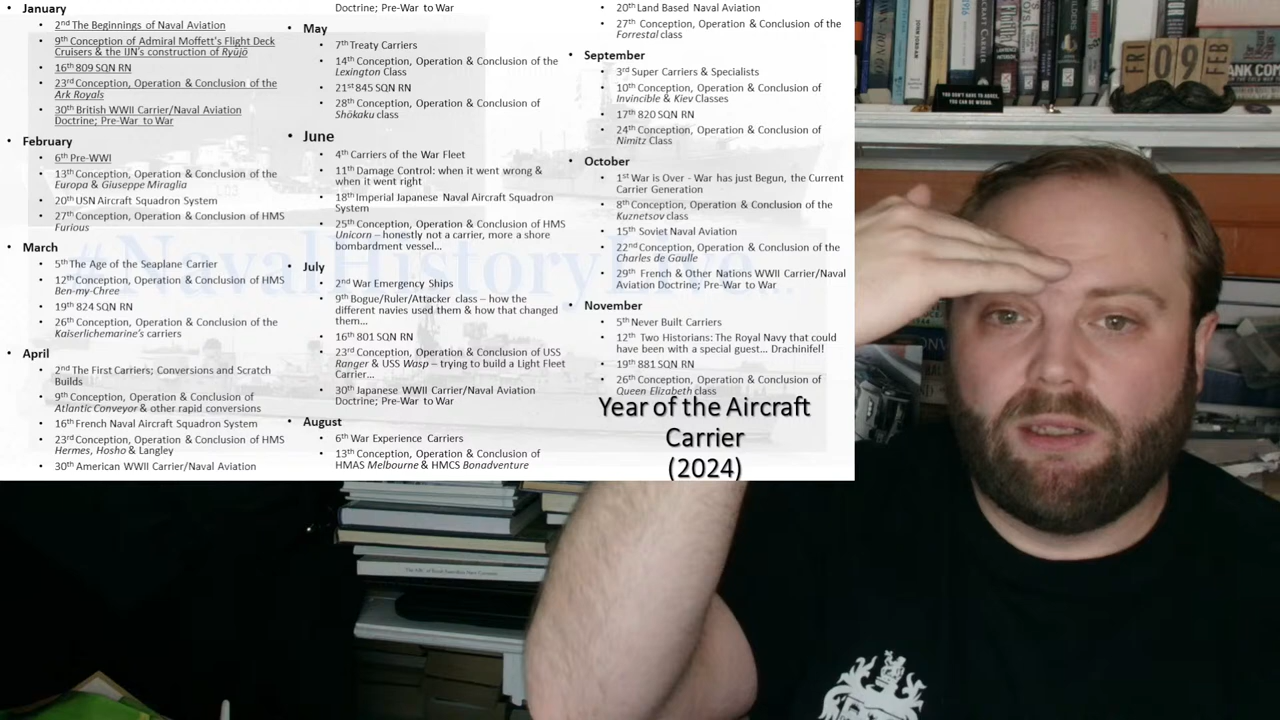 January
2nd The Beginnings of Naval Aviation
9th Conception of Admiral Moffett's Flight Deck
Cruisers & the IJN's construction of Ryūjō
16th 809 SQN RN
23rd Conception, Operation & Conclusion of the
Ark Royals
30th British WWII Carrier/Naval Aviation
Doctrine; Pre-War to War
February
6th Pre-WWI
13th Conception, Operation & Conclusion of the
Europa & Giuseppe Miraglia
20th USN Aircraft Squadron System
27th Conception, Operation & Conclusion of HMS
Furious
March
5th The Age of the Seaplane Carrier
12th Conception, Operation & Conclusion of HMS
Ben-my-Chree
19th 824 SQN RN
26th Conception, Operation & Conclusion of the
Kaiserlichemarine's carriers
April
2nd The First Carriers; Conversions and Scratch
Builds
9th Conception, Operation & Conclusion of
Atlantic Conveyor & other rapid conversions
16th French Naval Aircraft Squadron System
23rd Conception, Operation & Conclusion of HMS
Hermes, Hosho & Langley
30th American WWII Carrier/Naval Aviation
Doctrine; Pre-War to War
May
7th Treaty Carriers
14th Conception, Operation & Conclusion of the
Lexington Class
21st 845 SQN RN
28th Conception, Operation & Conclusion of
Shōkaku class
June
4th Carriers of the War Fleet
11th Damage Control: when it went wrong &
when it went right
18th Imperial Japanese Naval Aircraft Squadron
System
25th Conception, Operation & Conclusion of HMS
Unicorn – honestly not a carrier, more a shore
bombardment vessel...
July
2nd War Emergency Ships
9th Bogue/Ruler/Attacker class – how the
different navies used them & how that changed
them...
16th 801 SQN RN
23rd Conception, Operation & Conclusion of USS
Ranger & USS Wasp – trying to build a Light Fleet
Carrier...
30th Japanese WWII Carrier/Naval Aviation
Doctrine; Pre-War to War
August
6th War Experience Carriers
13th Conception, Operation & Conclusion of
HMAS Melbourne & HMCS Bonadventure
20th Land Based Naval Aviation
27th Conception, Operation & Conclusion of the
Forrestal class
September
3rd Super Carriers & Specialists
10th Conception, Operation & Conclusion of
Invincible & Kiev Classes
17th 820 SQN RN
24th Conception, Operation & Conclusion of
Nimitz Class
October
1st War is Over - War has just Begun, the Current
Carrier Generation
8th Conception, Operation & Conclusion of the
Kuznetsov class
15th Soviet Naval Aviation
22nd Conception, Operation & Conclusion of the
Charles de Gaulle
29th French & Other Nations WWII Carrier/Naval
Aviation Doctrine; Pre-War to War
November
5th Never Built Carriers
12th Two Historians: The Royal Navy that could
have been with a special guest... Drachinifel!
19th 881 SQN RN
26th Conception, Operation & Conclusion of
Queen Elizabeth class
Year of the Aircraft
Carrier
(2024)
#NavalHistoryLive...
FRI 09 FEB
YOU DON'T HAVE TO AGREE,
YOU CAN BE WRONG.